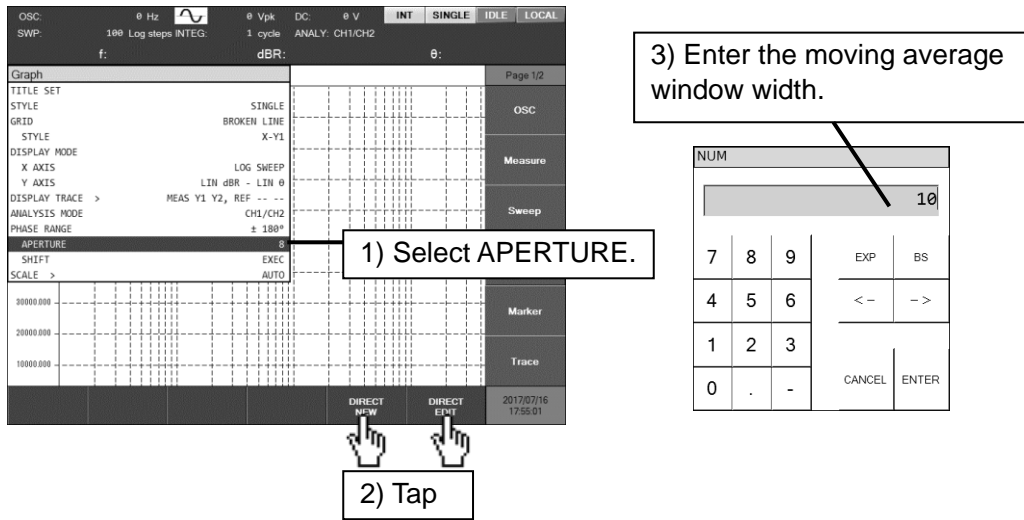 OSC: 0 Hz 0 Vpk DC: 0 V INT SINGLE IDLE LOCAL
SWP: 100 Log steps INTEG: 1 cycle ANALY: CH1/CH2
f: dBR: θ:
Graph
TITLE SET
STYLE SINGLE
GRID BROKEN LINE
STYLE X-Y1
DISPLAY MODE
X AXIS LOG SWEEP
Y AXIS LIN dBR - LIN θ
DISPLAY TRACE > MEAS Y1 Y2, REF -- --
ANALYSIS MODE CH1/CH2
PHASE RANGE ± 180°
APERTURE 8
SHIFT EXEC
SCALE > AUTO
30000.000
20000.000
10000.000
Page 1/2
OSC
Measure
Sweep
Marker
Trace
DIRECT NEW
DIRECT EDIT
2017/07/16
17:55:01
1) Select APERTURE.
2) Tap
3) Enter the moving average
window width.
NUM
10
7 8 9 EXP BS
4 5 6 <- ->
1 2 3
0 . - CANCEL ENTER